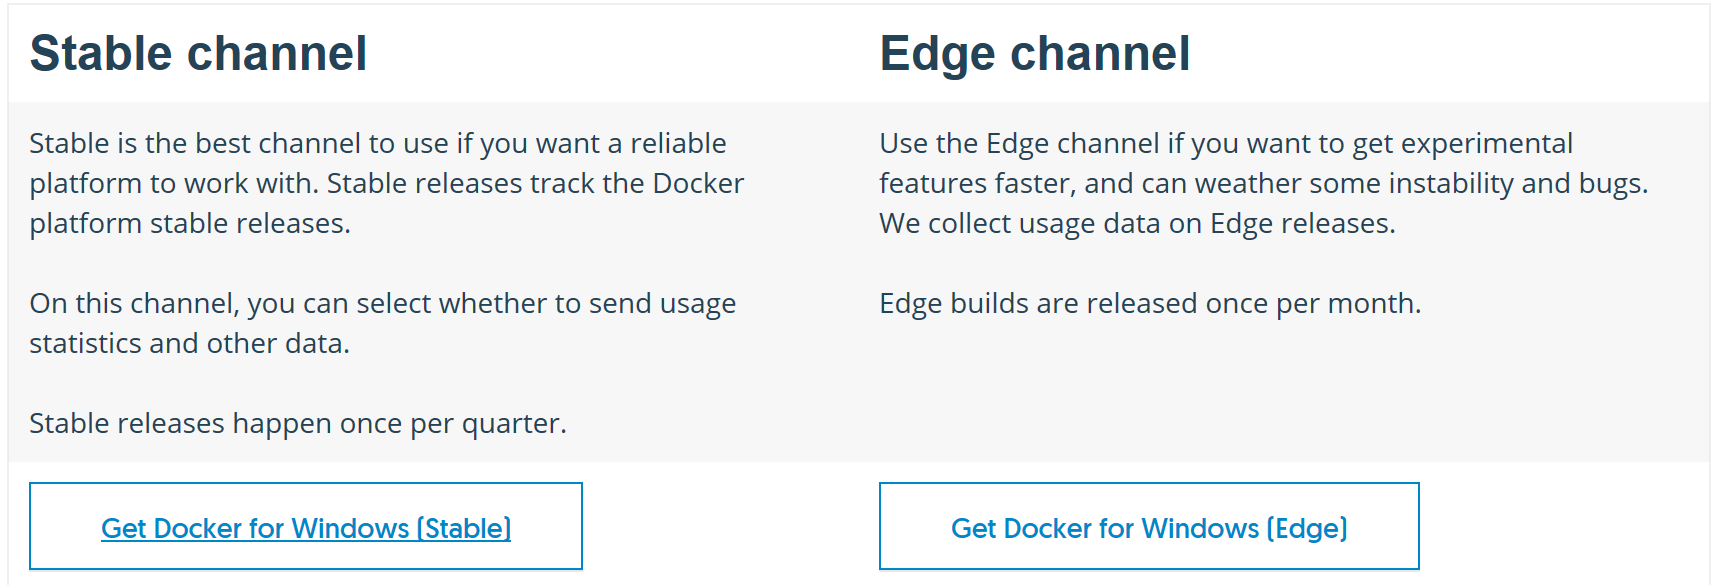 Stable channel
Edge channel
Stable is the best channel to use if you want a reliable
platform to work with. Stable releases track the Docker
platform stable releases.
On this channel, you can select whether to send usage
statistics and other data.
Stable releases happen once per quarter.
Use the Edge channel if you want to get experimental
features faster, and can weather some instability and bugs.
We collect usage data on Edge releases.
Edge builds are released once per month.
Get Docker for Windows (Stable)
Get Docker for Windows (Edge)